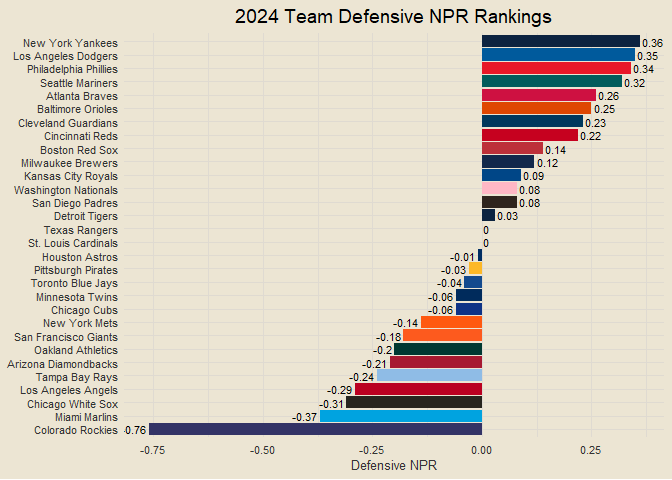 2024 Team Defensive NPR Rankings
New York Yankees 0.36
Los Angeles Dodgers 0.35
Philadelphia Phillies 0.34
Seattle Mariners 0.32
Atlanta Braves 0.26
Baltimore Orioles 0.25
Cleveland Guardians 0.23
Cincinnati Reds 0.22
Boston Red Sox 0.14
Milwaukee Brewers 0.12
Kansas City Royals 0.09
Washington Nationals 0.08
San Diego Padres 0.08
Detroit Tigers 0.03
Texas Rangers 0
St. Louis Cardinals 0
Houston Astros -0.01
Pittsburgh Pirates -0.03
Toronto Blue Jays -0.04
Minnesota Twins -0.06
Chicago Cubs -0.06
New York Mets -0.14
San Francisco Giants -0.18
Oakland Athletics -0.2
Arizona Diamondbacks -0.21
Tampa Bay Rays -0.24
Los Angeles Angels -0.29
Chicago White Sox -0.31
Miami Marlins -0.37
Colorado Rockies -0.76
-0.75 -0.50 -0.25 0.00 0.25
Defensive NPR